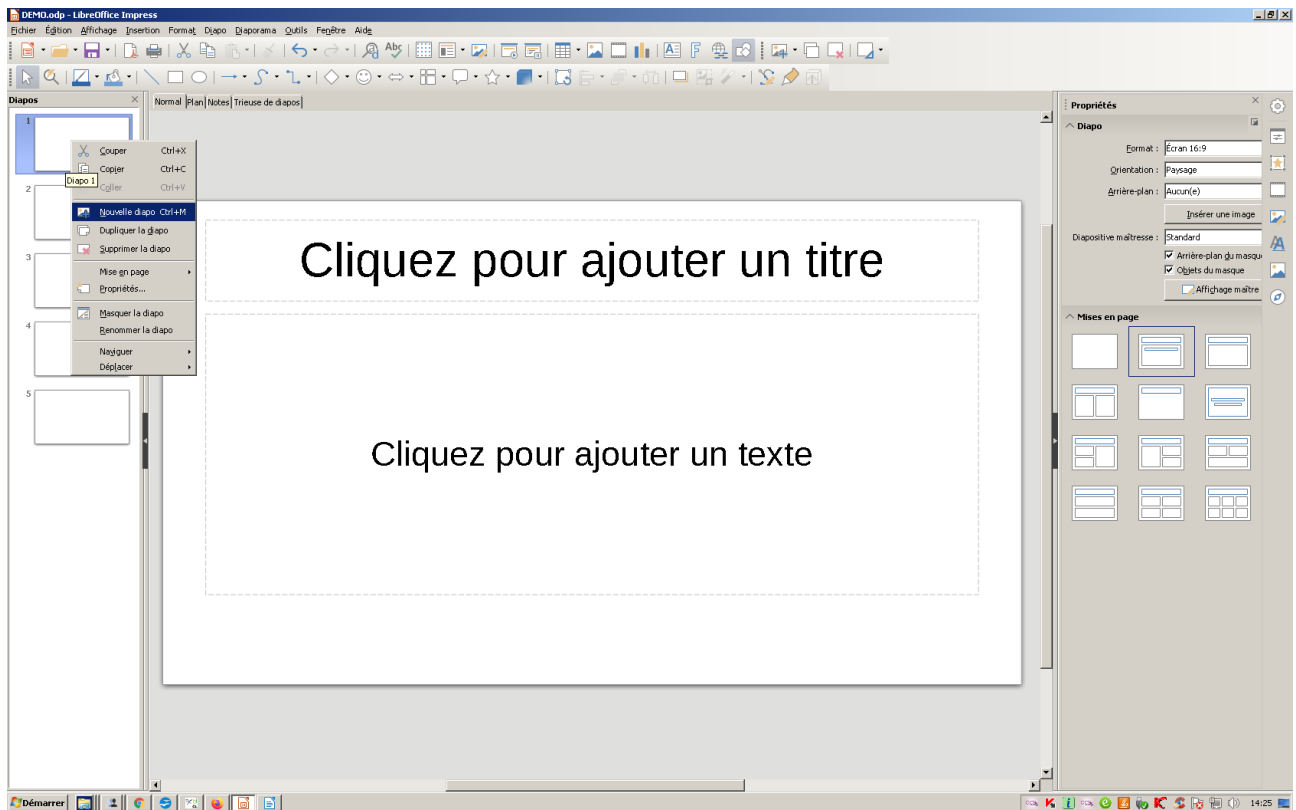 DEMO.odp - LibreOffice Impress
Fichier Édition Affichage Insertion Format Diapo Diaporama Outils Fenêtre Aide
Diapos
Normal Plan Notes Trieuse de diapos
1
2
3
4
5
Couper Ctrl+X
Copier Ctrl+C
Diapo 1
Coller Ctrl+V
Nouvelle diapo Ctrl+M
Dupliquer la diapo
Supprimer la diapo
Mise en page
Propriétés...
Masquer la diapo
Renommer la diapo
Naviguer
Déplacer
Cliquez pour ajouter un titre
Cliquez pour ajouter un texte
Propriétés
Diapo
Format : Écran 16:9
Orientation : Paysage
Arrière-plan : Aucun(e)
Insérer une image
Diapositive maîtresse : Standard
Arrière-plan du masqu
Objets du masque
Affichage maître
Mises en page
Démarrer
14:25